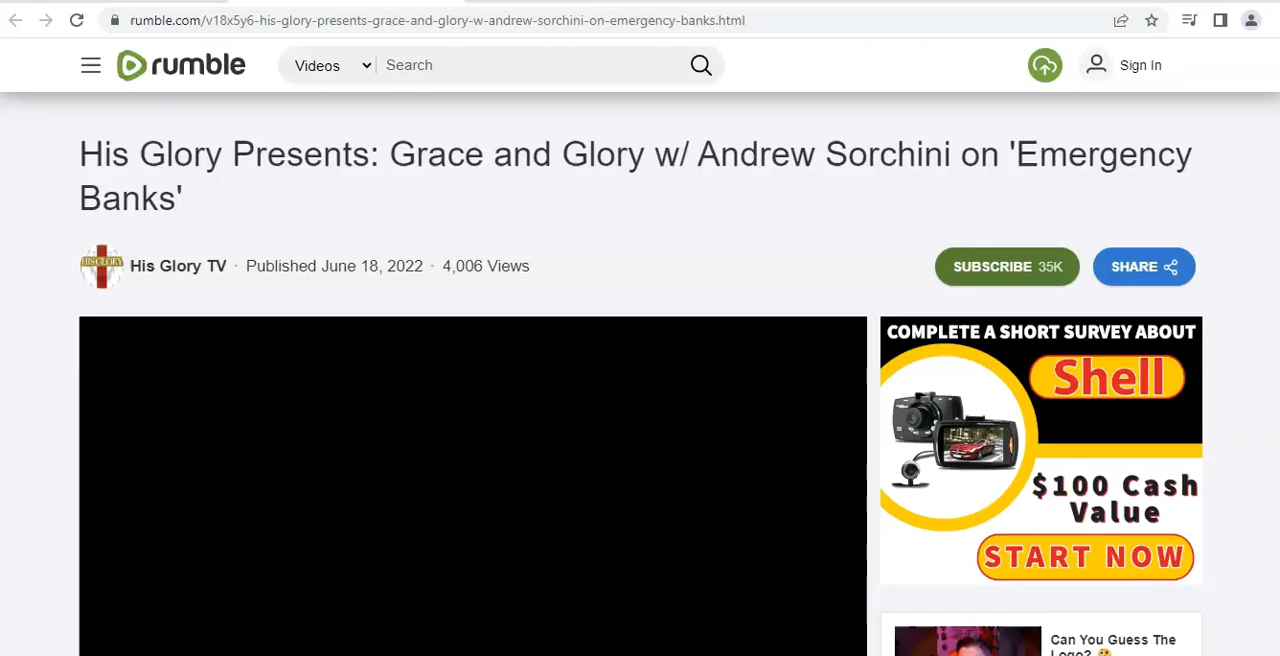 rumble.com/v18x5y6-his-glory-presents-grace-and-glory-w-andrew-sorchini-on-emergency-banks.html
rumble Videos Search Sign In
His Glory Presents: Grace and Glory w/ Andrew Sorchini on 'Emergency
Banks'
HIS GLORY His Glory TV · Published June 18, 2022 · 4,006 Views SUBSCRIBE 35K SHARE
COMPLETE A SHORT SURVEY ABOUT
Shell
$100 Cash
Value
START NOW
Can You Guess The
Logo?